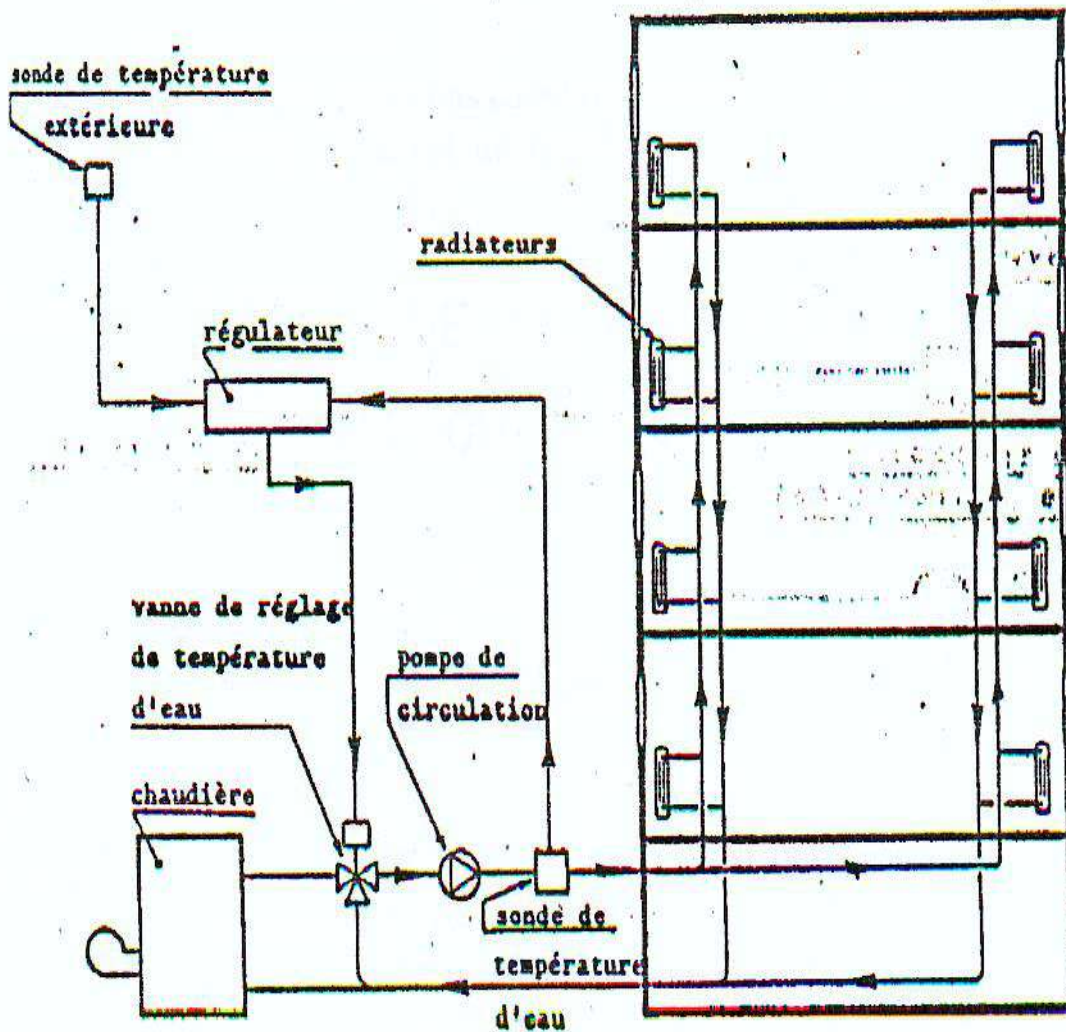 sonde de température
extérieure
radiateurs
régulateur
vanne de réglage
de température
d'eau
pompe de
circulation
chaudière
sonde de
température
d'eau